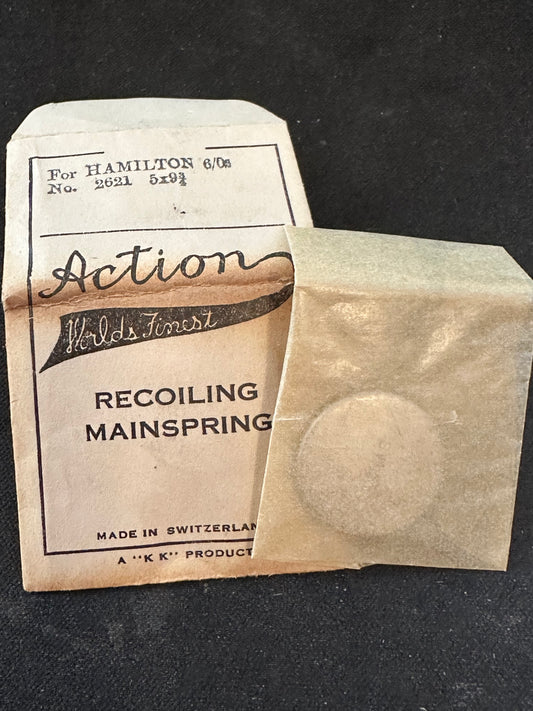 For HAMILTON 6/0s
No. 2621 5x9¾
Action
Worlds Finest
RECOILING
MAINSPRING
MADE IN SWITZERLAN
A "K K" PRODUCT